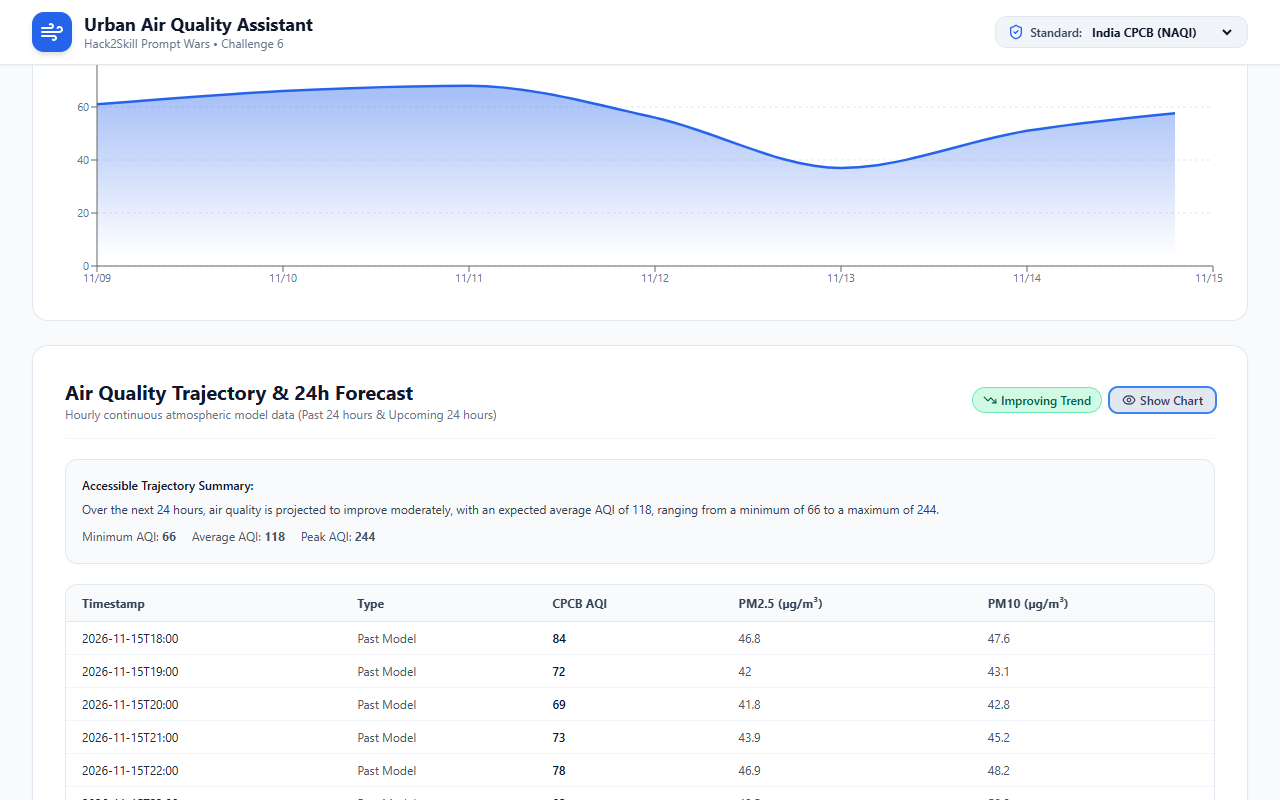 Urban Air Quality Assistant
Hack2Skill Prompt Wars • Challenge 6
Standard: India CPCB (NAQI)
60
40
20
0
11/09 11/10 11/11 11/12 11/13 11/14 11/15
Air Quality Trajectory & 24h Forecast
Hourly continuous atmospheric model data (Past 24 hours & Upcoming 24 hours)
Improving Trend
Show Chart
Accessible Trajectory Summary:
Over the next 24 hours, air quality is projected to improve moderately, with an expected average AQI of 118, ranging from a minimum of 66 to a maximum of 244.
Minimum AQI: 66 Average AQI: 118 Peak AQI: 244
Timestamp Type CPCB AQI PM2.5 (µg/m³) PM10 (µg/m³)
2026-11-15T18:00 Past Model 84 46.8 47.6
2026-11-15T19:00 Past Model 72 42 43.1
2026-11-15T20:00 Past Model 69 41.8 42.8
2026-11-15T21:00 Past Model 73 43.9 45.2
2026-11-15T22:00 Past Model 78 46.9 48.2